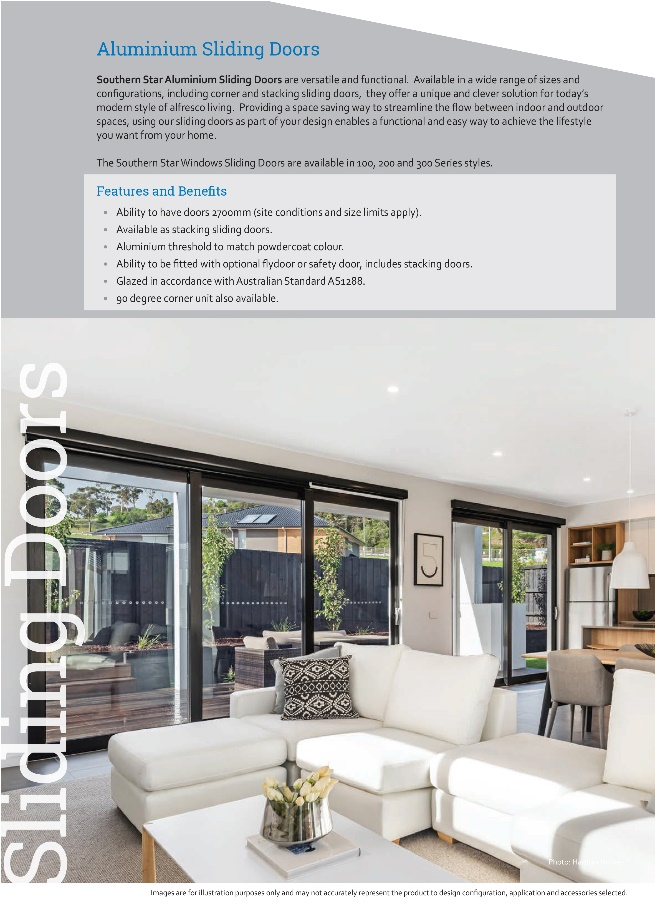 Aluminium Sliding Doors
Southern Star Aluminium Sliding Doors are versatile and functional. Available in a wide range of sizes and
configurations, including corner and stacking sliding doors, they offer a unique and clever solution for today's
modern style of alfresco living. Providing a space saving way to streamline the flow between indoor and outdoor
spaces, using our sliding doors as part of your design enables a functional and easy way to achieve the lifestyle
you want from your home.
The Southern Star Windows Sliding Doors are available in 100, 200 and 300 Series styles.
Features and Benefits
▪ Ability to have doors 2700mm (site conditions and size limits apply).
▪ Available as stacking sliding doors.
▪ Aluminium threshold to match powdercoat colour.
▪ Ability to be fitted with optional flydoor or safety door, includes stacking doors.
▪ Glazed in accordance with Australian Standard AS1288.
▪ 90 degree corner unit also available.
Sliding Doors
5
Photo:
Images are for illustration purposes only and may not accurately represent the product to design configuration, application and accessories selected.